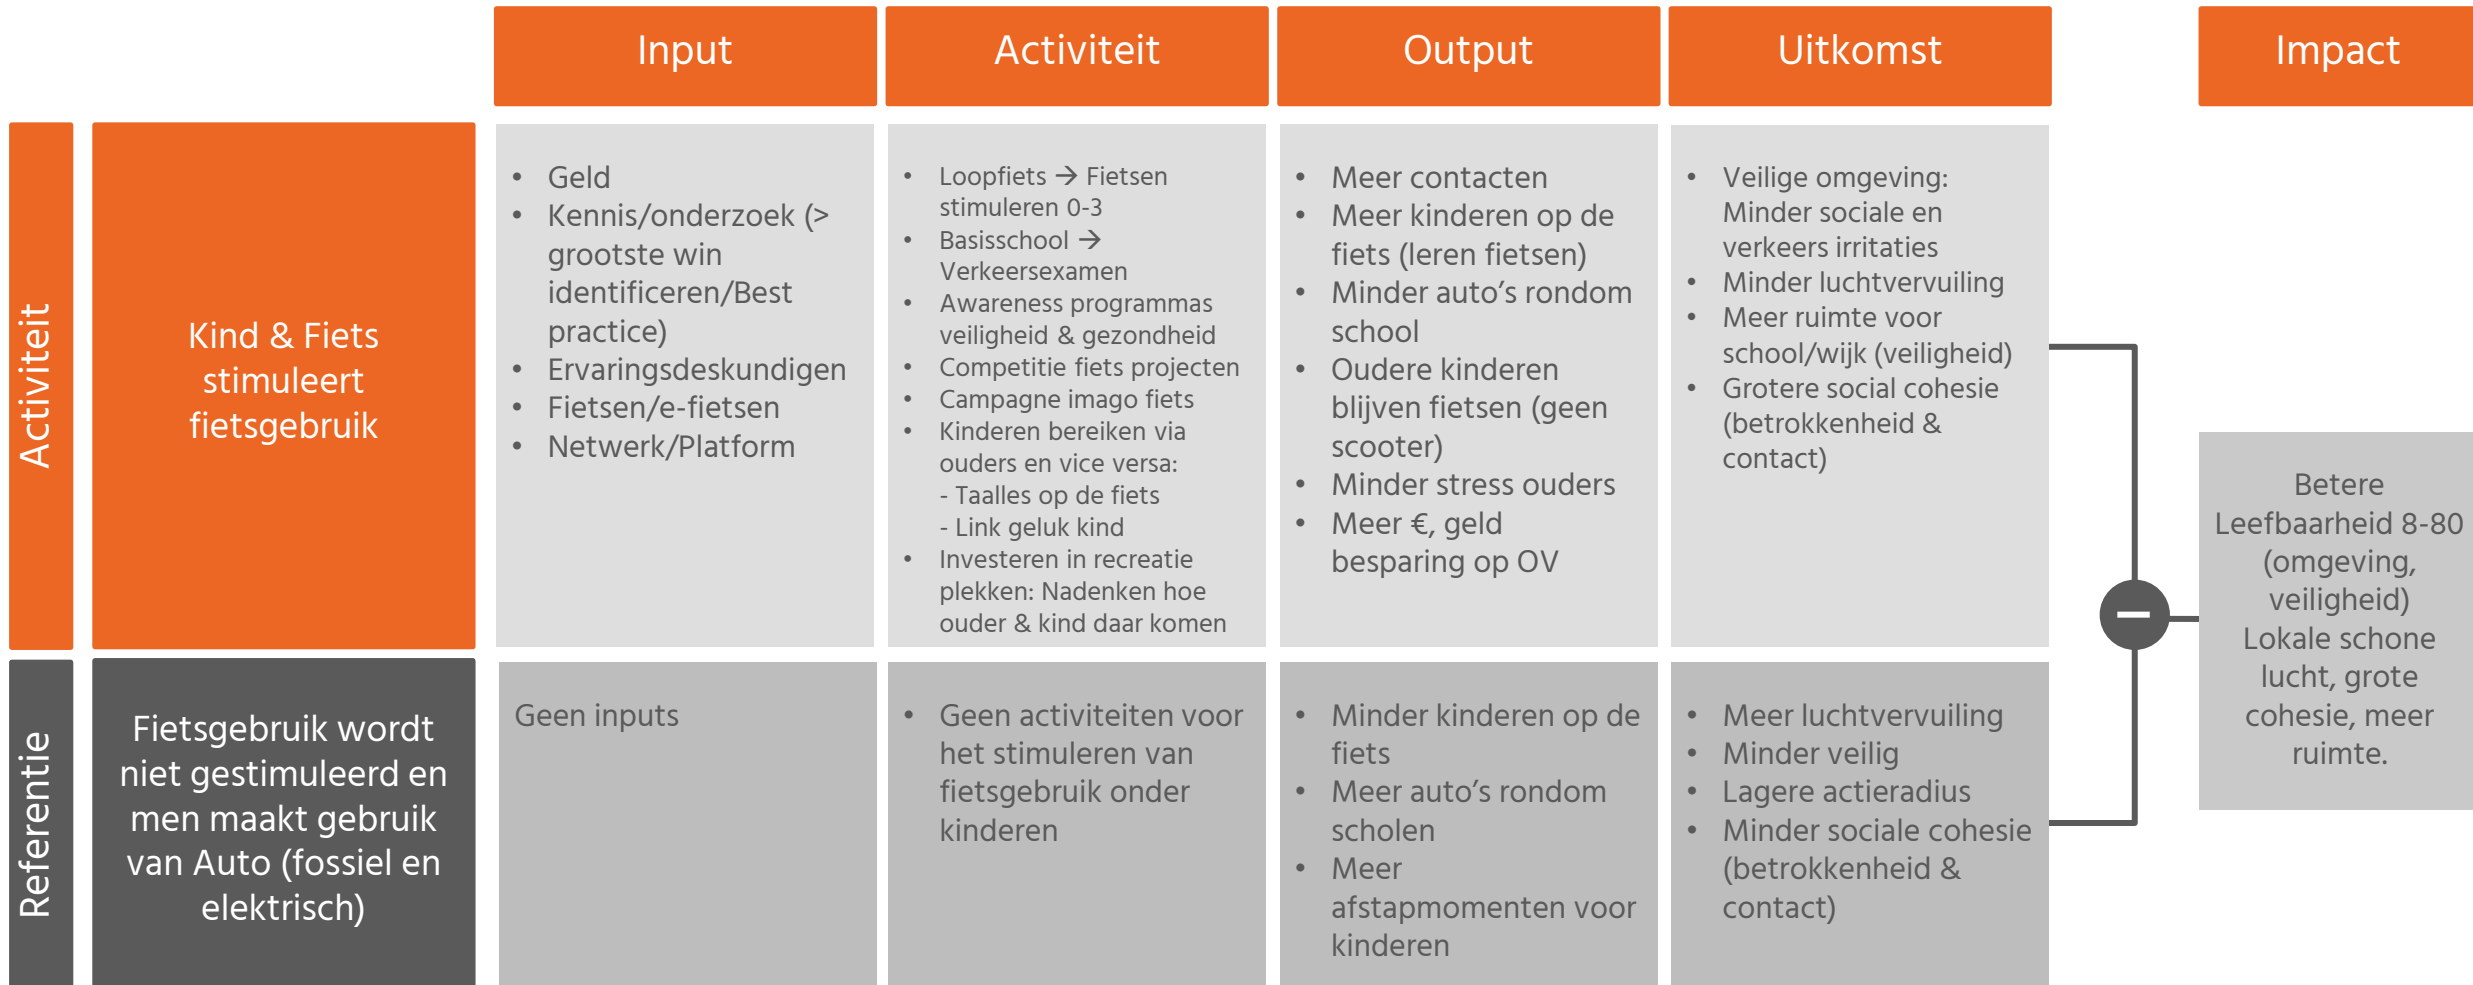 Input
Activiteit
Output
Uitkomst
Impact
Activiteit
Kind & Fiets
stimuleert
fietsgebruik
• Geld
• Kennis/onderzoek (>
grootste win
identificeren/Best
practice)
• Ervaringsdeskundigen
• Fietsen/e-fietsen
• Netwerk/Platform
• Loopfiets → Fietsen
stimuleren 0-3
• Basisschool →
Verkeersexamen
• Awareness programmas
veiligheid & gezondheid
• Competitie fiets projecten
• Campagne imago fiets
• Kinderen bereiken via
ouders en vice versa:
- Taalles op de fiets
- Link geluk kind
• Investeren in recreatie
plekken: Nadenken hoe
ouder & kind daar komen
• Meer contacten
• Meer kinderen op de
fiets (leren fietsen)
• Minder auto’s rondom
school
• Oudere kinderen
blijven fietsen (geen
scooter)
• Minder stress ouders
• Meer €, geld
besparing op OV
• Veilige omgeving:
Minder sociale en
verkeers irritaties
• Minder luchtvervuiling
• Meer ruimte voor
school/wijk (veiligheid)
• Grotere social cohesie
(betrokkenheid &
contact)
Betere
Leefbaarheid 8-80
(omgeving,
veiligheid)
Lokale schone
lucht, grote
cohesie, meer
ruimte.
Referentie
Fietsgebruik wordt
niet gestimuleerd en
men maakt gebruik
van Auto (fossiel en
elektrisch)
Geen inputs
• Geen activiteiten voor
het stimuleren van
fietsgebruik onder
kinderen
• Minder kinderen op de
fiets
• Meer auto’s rondom
scholen
• Meer
afstapmomenten voor
kinderen
• Meer luchtvervuiling
• Minder veilig
• Lagere actieradius
• Minder sociale cohesie
(betrokkenheid &
contact)